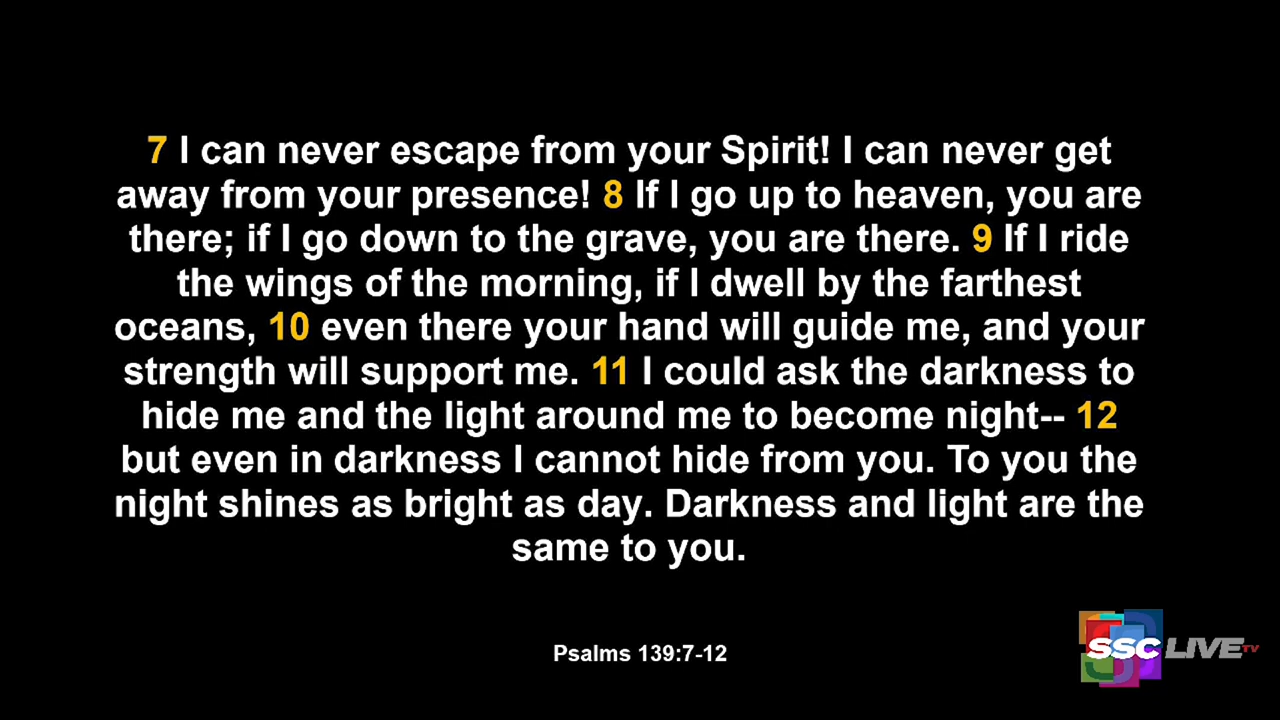 7 I can never escape from your Spirit! I can never get
away from your presence! 8 If I go up to heaven, you are
there; if I go down to the grave, you are there. 9 If I ride
the wings of the morning, if I dwell by the farthest
oceans, 10 even there your hand will guide me, and your
strength will support me. 11 I could ask the darkness to
hide me and the light around me to become night-- 12
but even in darkness I cannot hide from you. To you the
night shines as bright as day. Darkness and light are the
same to you.
Psalms 139:7-12
SSC LIVE TV